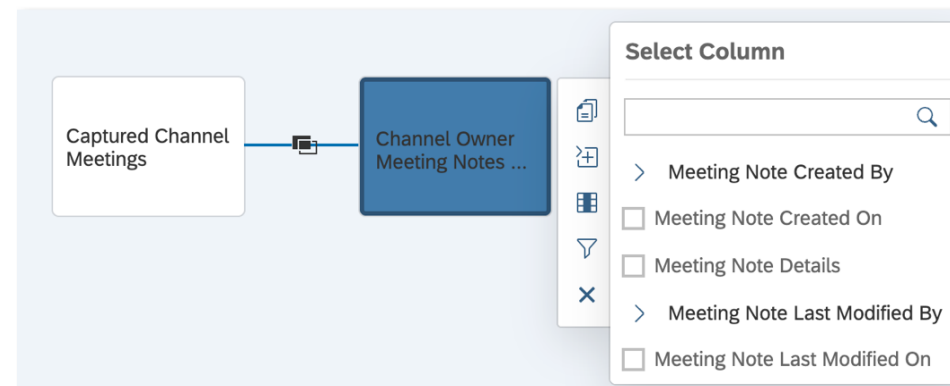 Captured Channel
Meetings
Channel Owner
Meeting Notes ...
Select Column
Meeting Note Created By
Meeting Note Created On
Meeting Note Details
Meeting Note Last Modified By
Meeting Note Last Modified On